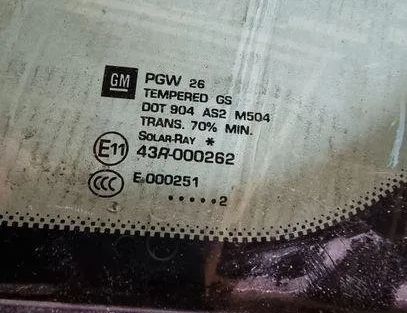 GM PGW 26
TEMPERED GS
DOT 904 AS2 M504
TRANS. 70% MIN.
SOLAR-RAY *
E11 43R-000262
CCC E 000251
•••••2